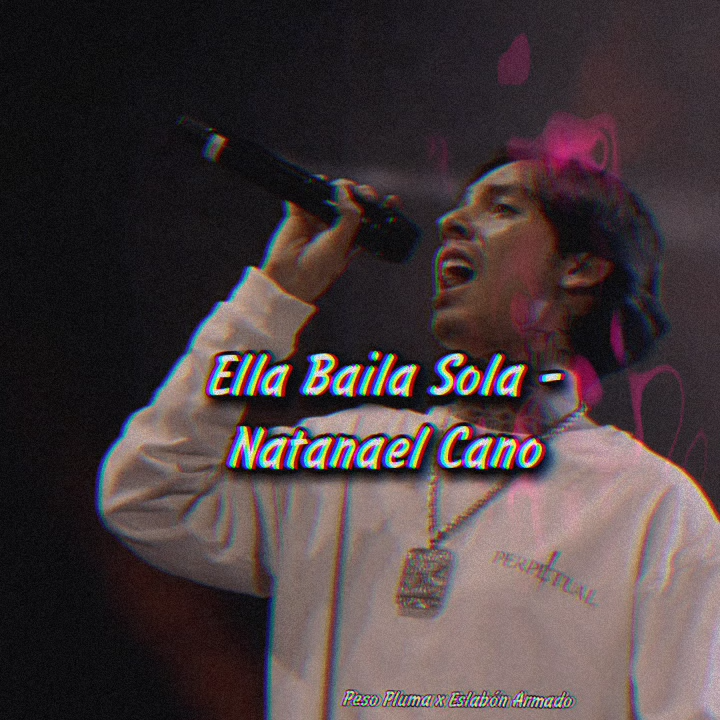 Ella Baila Sola -
Natanael Cano
PERPETUAL
Peso Pluma x Eslabón Armado